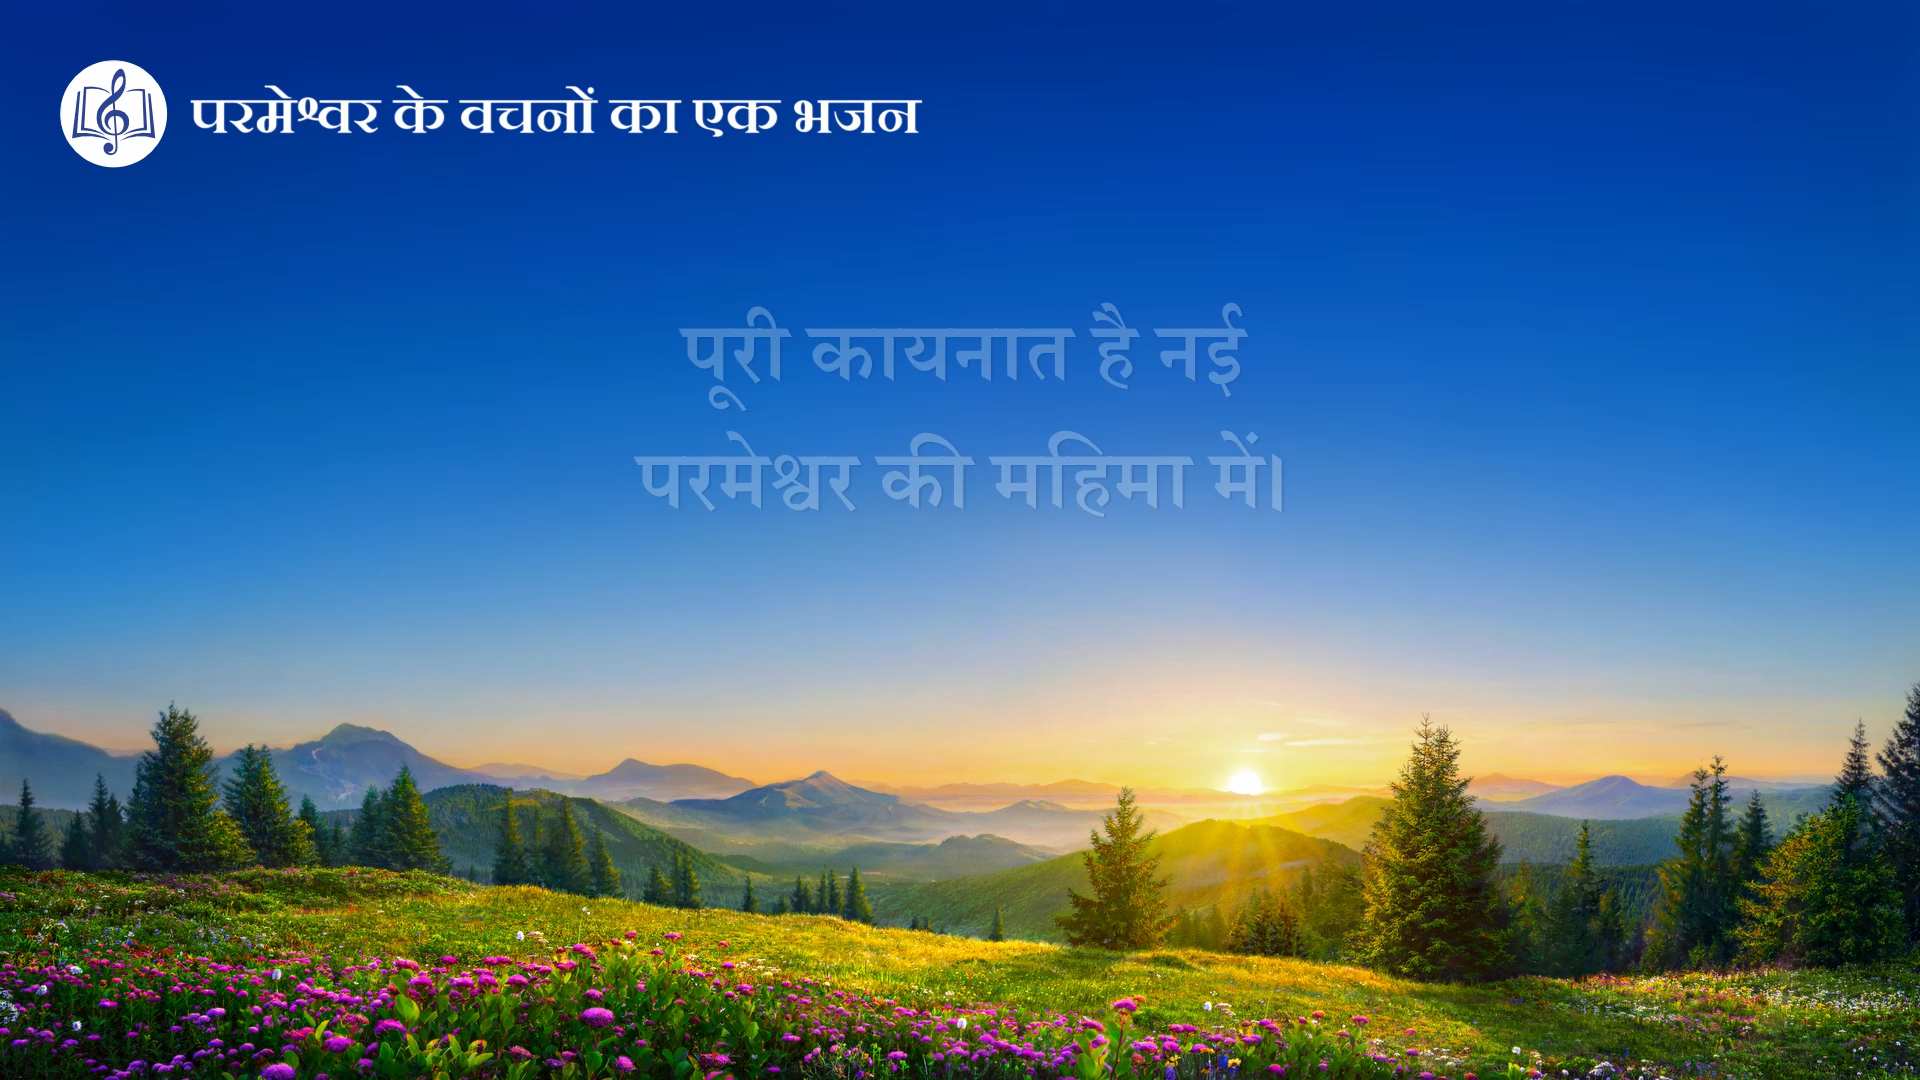 परमेश्वर के वचनों का एक भजन
पूरी कायनात है नई
परमेश्वर की महिमा में।